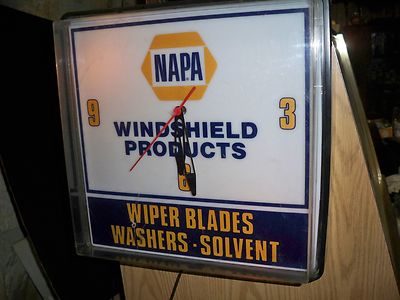 NAPA
9
3
WINDSHIELD
PRODUCTS
6
WIPER BLADES
WASHERS - SOLVENT